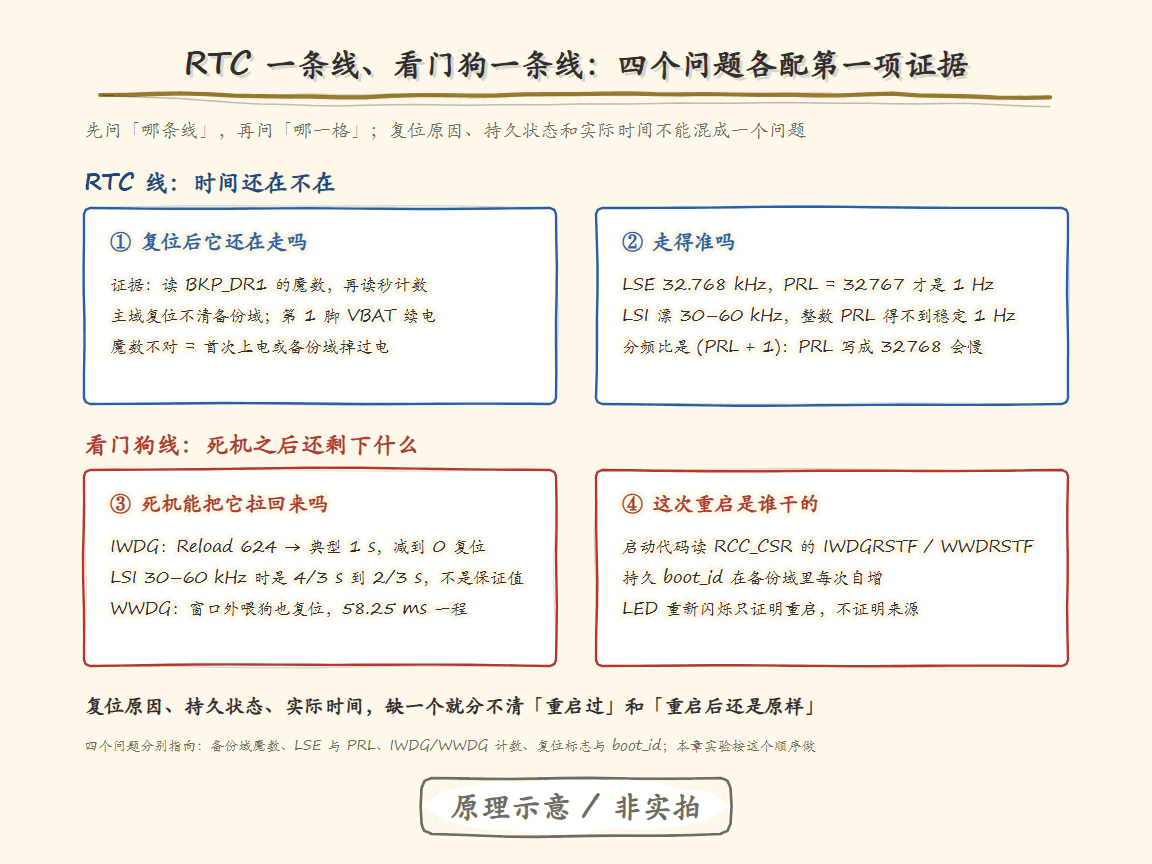 RTC 一条线、看门狗一条线：四个问题各配第一项证据
先问「哪条线」，再问「哪一格」；复位原因、持久状态和实际时间不能混成一个问题
RTC 线：时间还在不在
① 复位后它还在走吗
证据：读 BKP_DR1 的魔数，再读秒计数
主域复位不清备份域；第 1 脚 VBAT 续电
魔数不对 = 首次上电或备份域掉过电
② 走得准吗
LSE 32.768 kHz，PRL = 32767 才是 1 Hz
LSI 漂 30–60 kHz，整数 PRL 得不到稳定 1 Hz
分频比是 (PRL + 1)：PRL 写成 32768 会慢
看门狗线：死机之后还剩下什么
③ 死机能把它拉回来吗
IWDG：Reload 624 → 典型 1 s，减到 0 复位
LSI 30–60 kHz 时是 4/3 s 到 2/3 s，不是保证值
WWDG：窗口外喂狗也复位，58.25 ms 一程
④ 这次重启是谁干的
启动代码读 RCC_CSR 的 IWDGRSTF / WWDRSTF
持久 boot_id 在备份域里每次自增
LED 重新闪烁只证明重启，不证明来源
复位原因、持久状态、实际时间，缺一个就分不清「重启过」和「重启后还是原样」
四个问题分别指向：备份域魔数、LSE 与 PRL、IWDG/WWDG 计数、复位标志与 boot_id；本章实验按这个顺序做
原理示意 / 非实拍